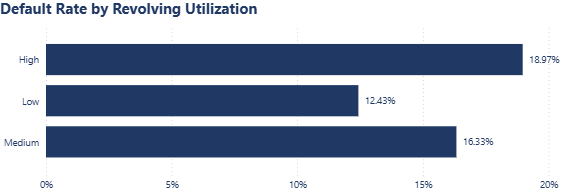 Default Rate by Revolving Utilization
High 18.97%
Low 12.43%
Medium 16.33%
0% 5% 10% 15% 20%